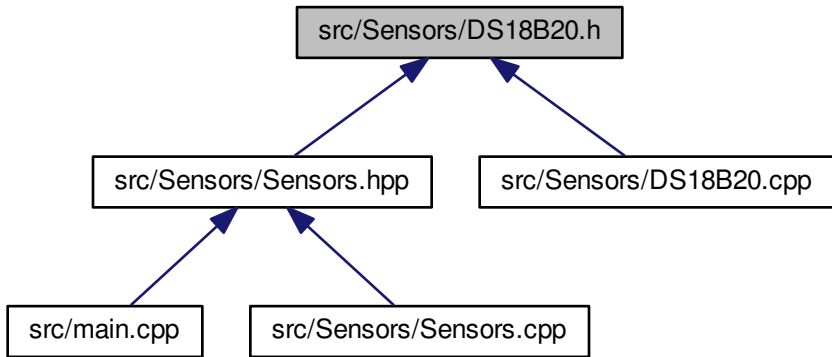 src/Sensors/DS18B20.h
src/Sensors/Sensors.hpp
src/Sensors/DS18B20.cpp
src/main.cpp
src/Sensors/Sensors.cpp